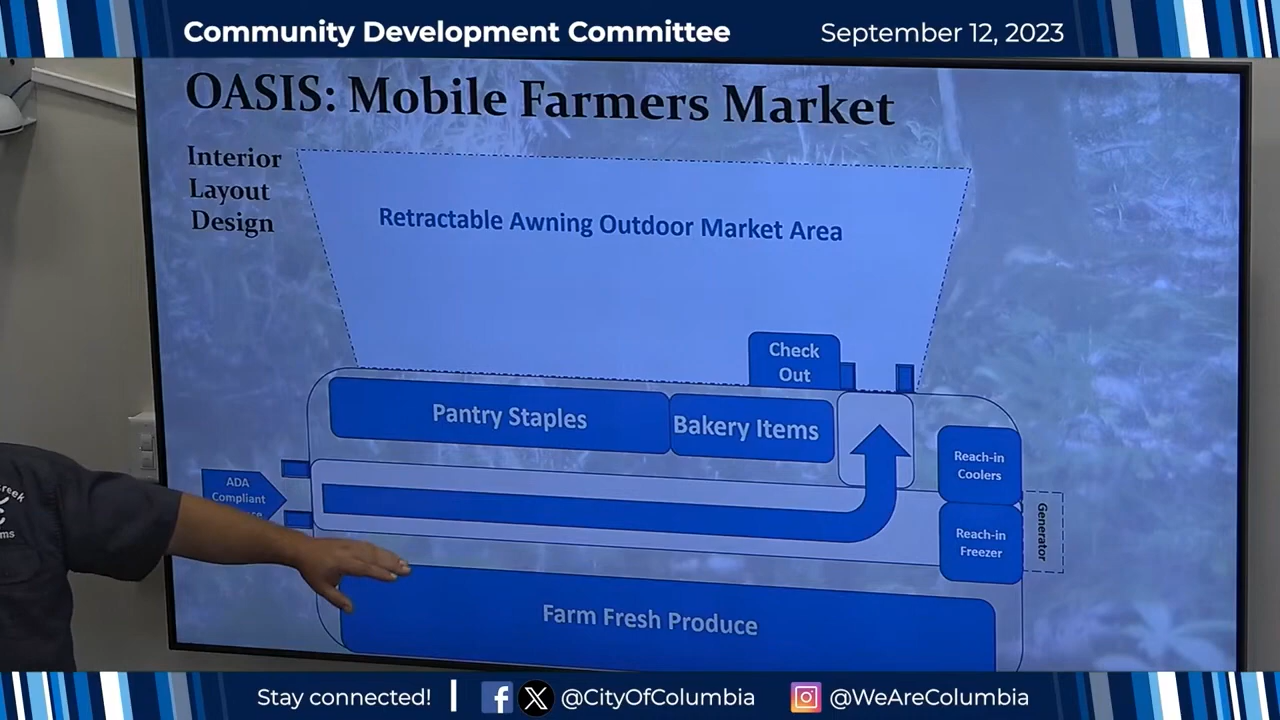 Community Development Committee
September 12, 2023
OASIS: Mobile Farmers Market
Interior
Layout
Design
Retractable Awning Outdoor Market Area
Check
Out
Pantry Staples
Bakery Items
Reach-in
Coolers
ADA
Compliant
Generator
Reach-in
Freezer
Farm Fresh Produce
Stay connected!
@CityOfColumbia
@WeAreColumbia